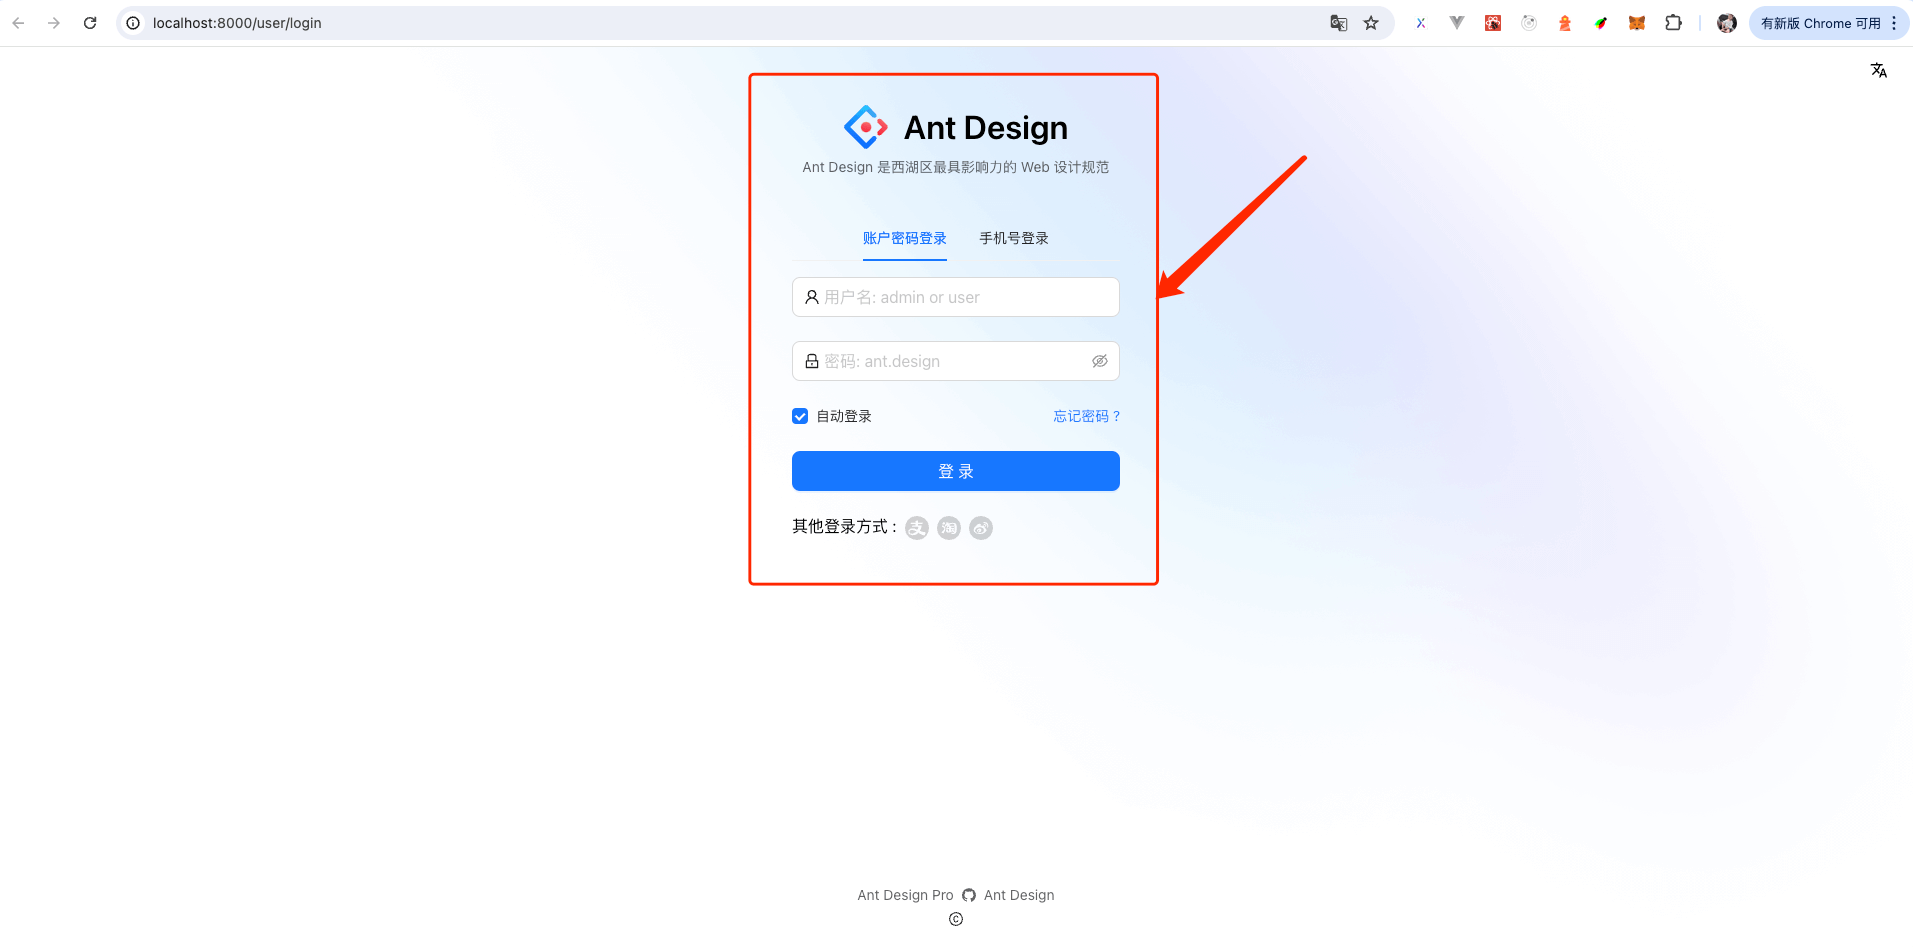 localhost:8000/user/login
有新版 Chrome 可用
Ant Design
Ant Design 是西湖区最具影响力的 Web 设计规范
账户密码登录 手机号登录
用户名: admin or user
密码: ant.design
自动登录 忘记密码 ?
登 录
其他登录方式 : 支 淘
Ant Design Pro Ant Design
©